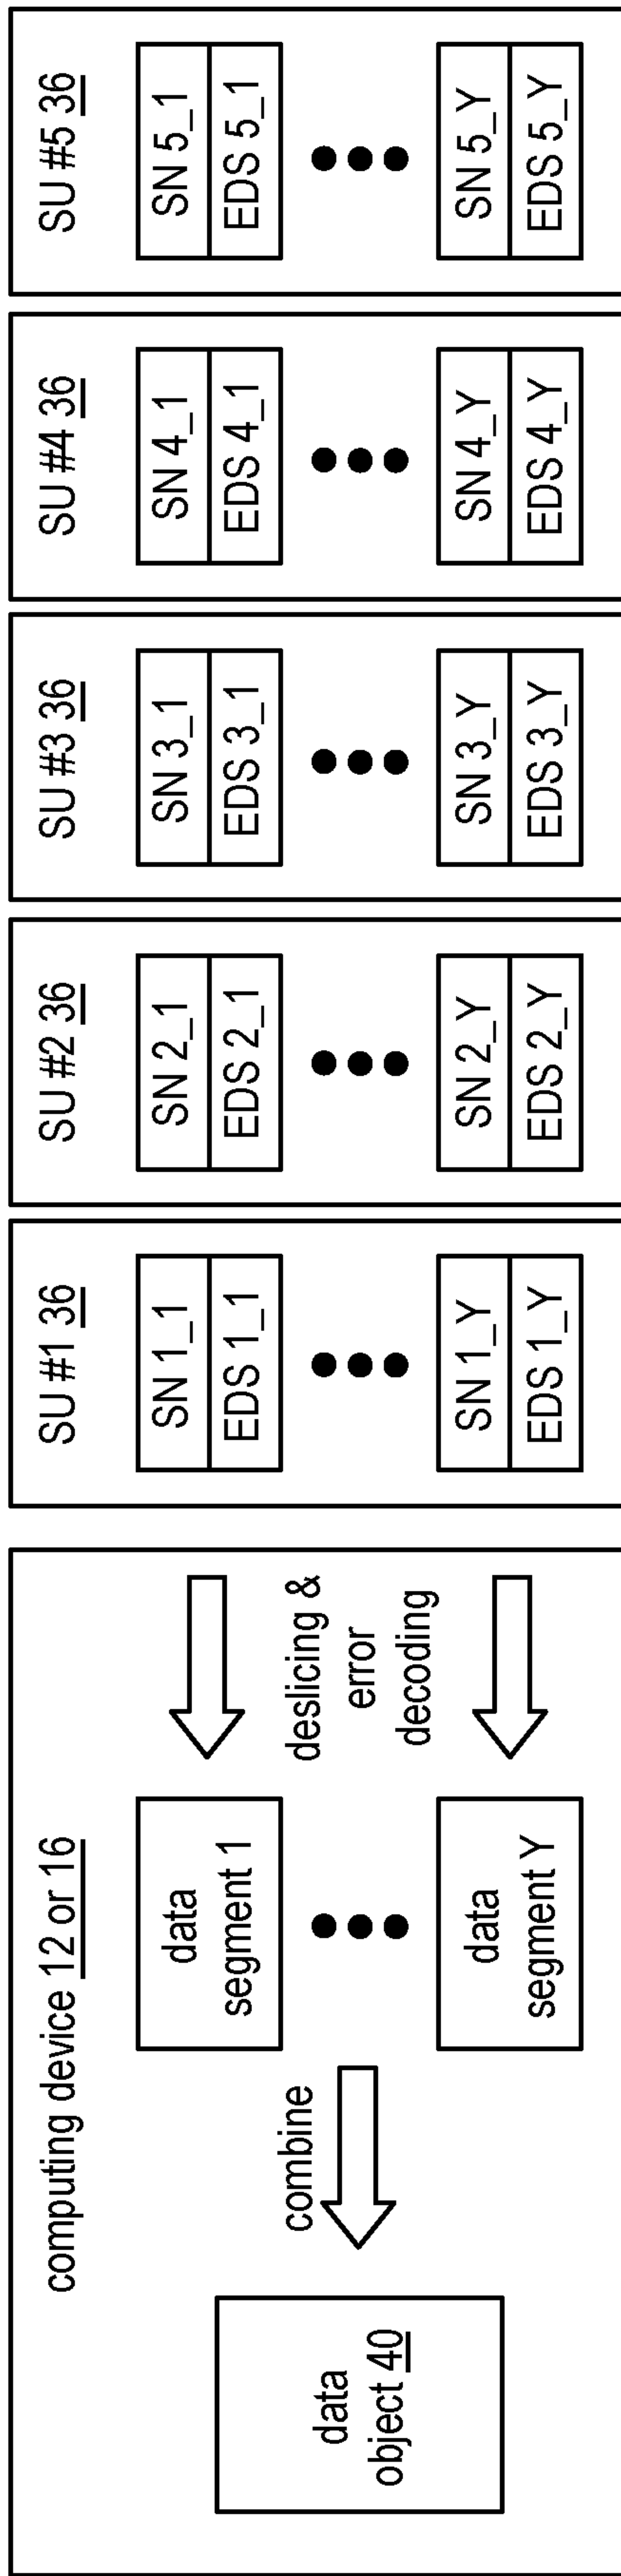 computing device 12 or 16
data
object 40
combine
data
segment 1
data
segment Y
deslicing &
error
decoding
SU #1 36
SN 1_1
EDS 1_1
SN 1_Y
EDS 1_Y
SU #2 36
SN 2_1
EDS 2_1
SN 2_Y
EDS 2_Y
SU #3 36
SN 3_1
EDS 3_1
SN 3_Y
EDS 3_Y
SU #4 36
SN 4_1
EDS 4_1
SN 4_Y
EDS 4_Y
SU #5 36
SN 5_1
EDS 5_1
SN 5_Y
EDS 5_Y